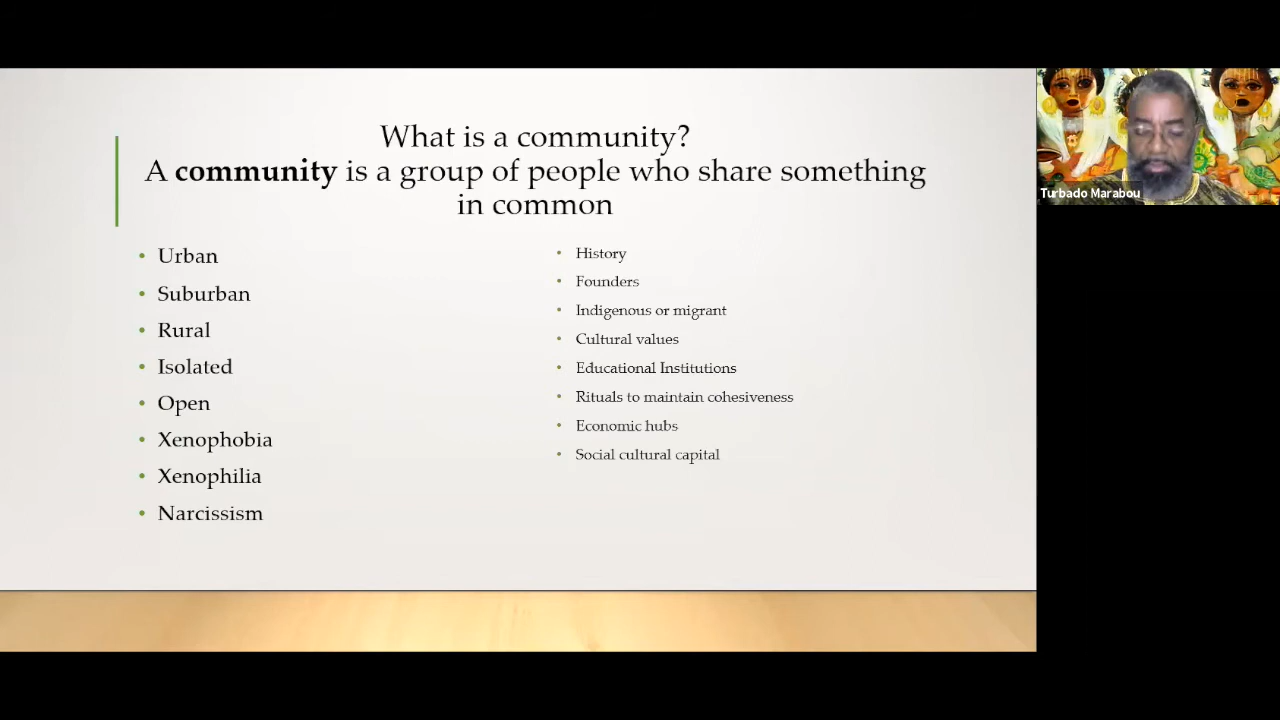 What is a community?
A community is a group of people who share something
in common
Urban
Suburban
Rural
Isolated
Open
Xenophobia
Xenophilia
Narcissism
History
Founders
Indigenous or migrant
Cultural values
Educational Institutions
Rituals to maintain cohesiveness
Economic hubs
Social cultural capital
Turbado Marabou